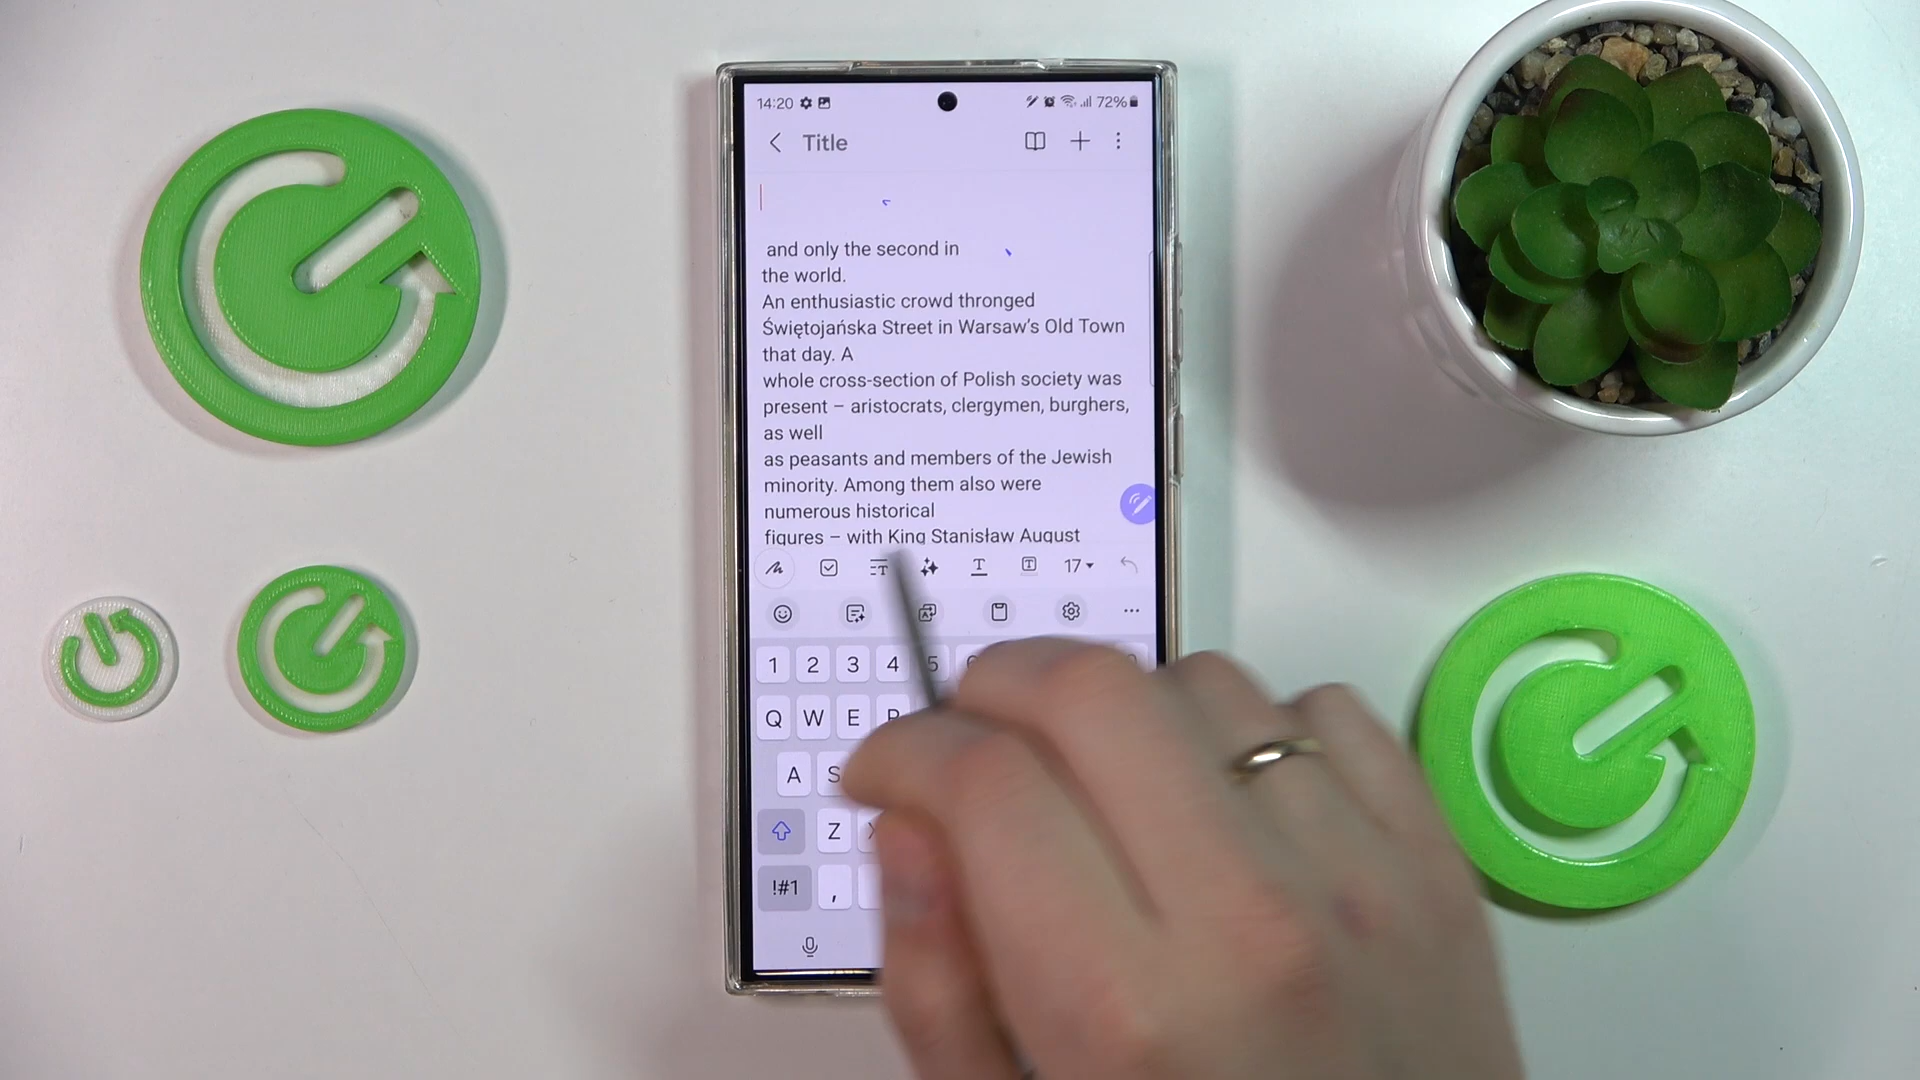 14:20 72%
Title
and only the second in
the world.
An enthusiastic crowd thronged
Świętojańska Street in Warsaw's Old Town
that day. A
whole cross-section of Polish society was
present – aristocrats, clergymen, burghers,
as well
as peasants and members of the Jewish
minority. Among them also were
numerous historical
figures – with King Stanisław August
T T T 17
1 2 3 4 5
Q W E R
A S
Z X
!#1 ,